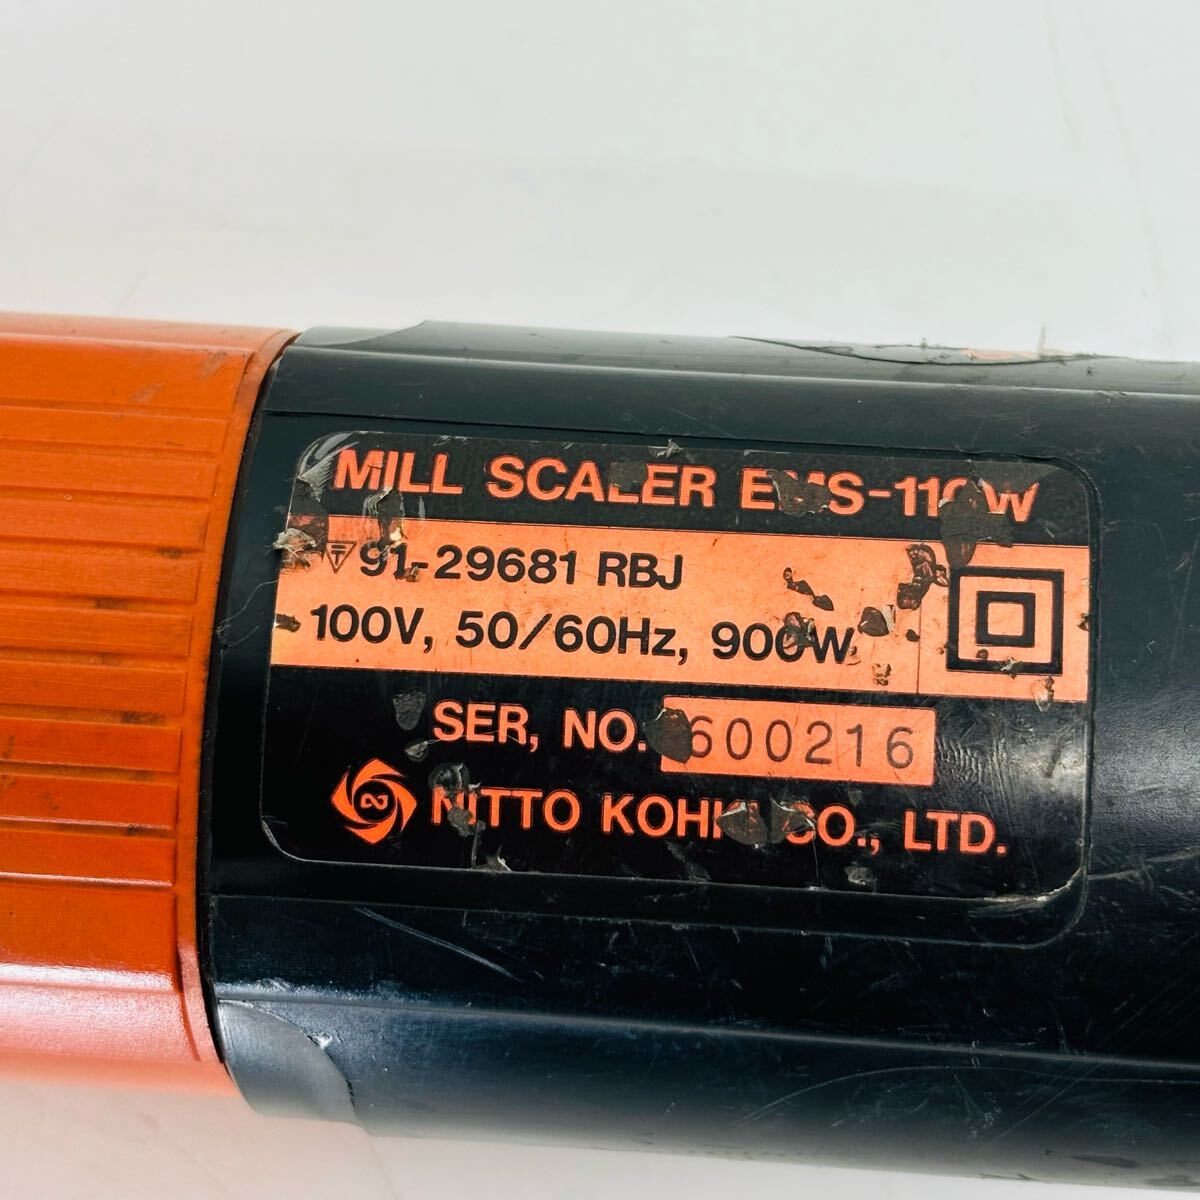 MILL SCALER EMS-110W
91-29681 RBJ
100V, 50/60Hz, 900W
SER, NO. 600216
NITTO KOHKI CO., LTD.